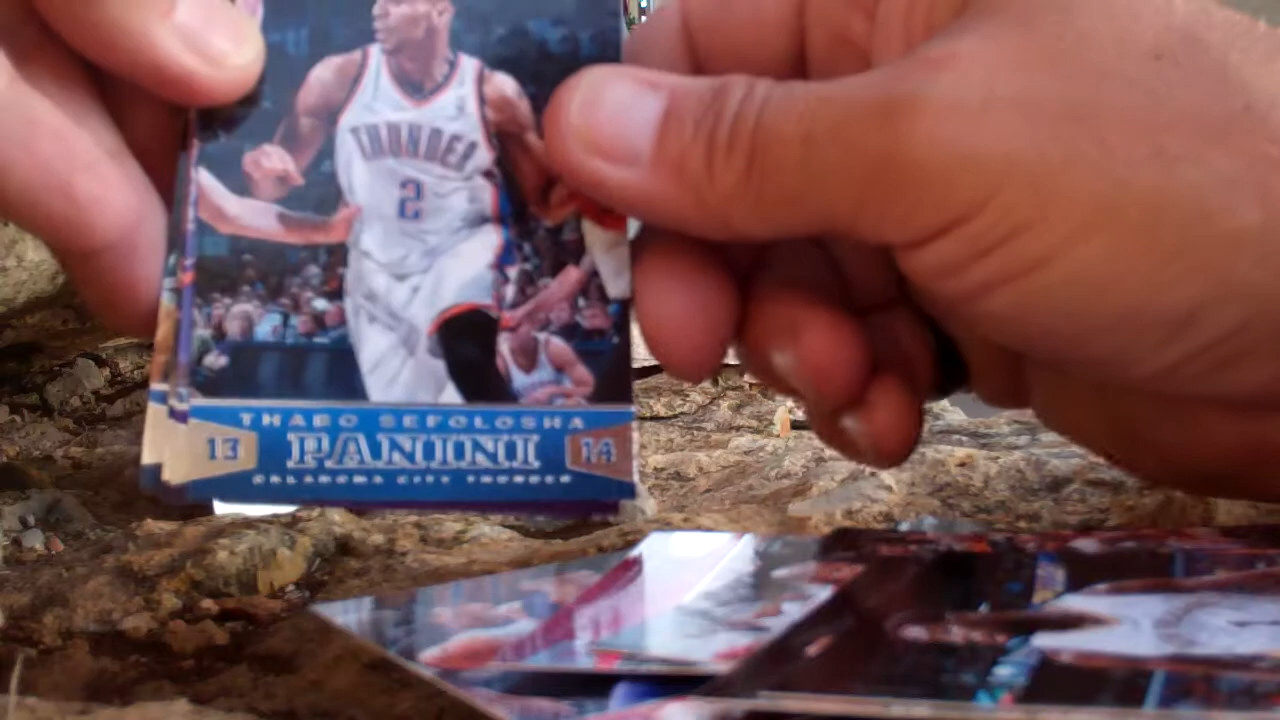 THUNDER
2
THABO SEFOLOSHA
13 PANINI 14
OKLAHOMA CITY THUNDER